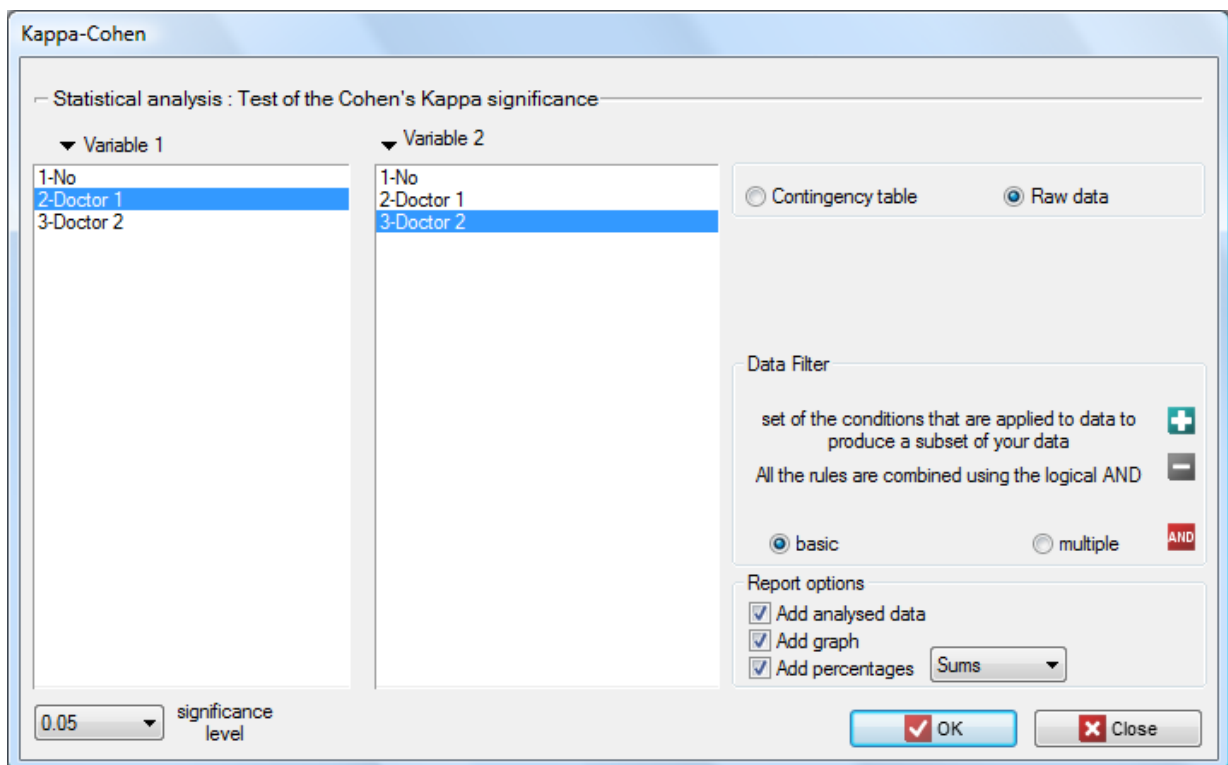 Kappa-Cohen
Statistical analysis : Test of the Cohen's Kappa significance
Variable 1
1-No
2-Doctor 1
3-Doctor 2
Variable 2
1-No
2-Doctor 1
3-Doctor 2
Contingency table
Raw data
Data Filter
set of the conditions that are applied to data to
produce a subset of your data
All the rules are combined using the logical AND
basic
multiple
AND
Report options
Add analysed data
Add graph
Add percentages
Sums
0.05
significance
level
OK
Close